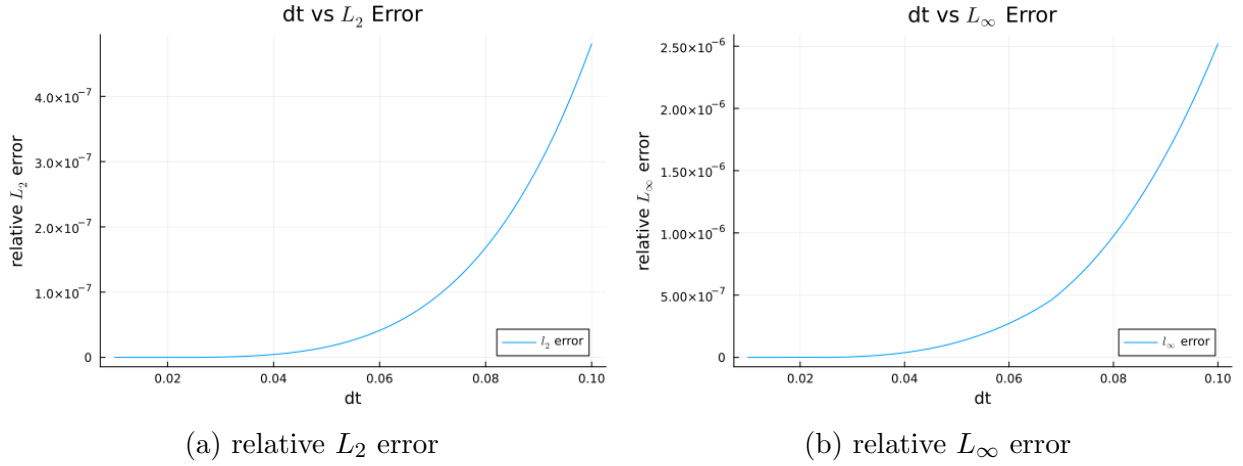 dt vs L₂ Error
4.0×10⁻⁷
3.0×10⁻⁷
2.0×10⁻⁷
1.0×10⁻⁷
0
relative L₂ error
l₂ error
0.02 0.04 0.06 0.08 0.10
dt
(a) relative L₂ error
dt vs L∞ Error
2.50×10⁻⁶
2.00×10⁻⁶
1.50×10⁻⁶
1.00×10⁻⁶
5.00×10⁻⁷
0
relative L∞ error
l∞ error
0.02 0.04 0.06 0.08 0.10
dt
(b) relative L∞ error